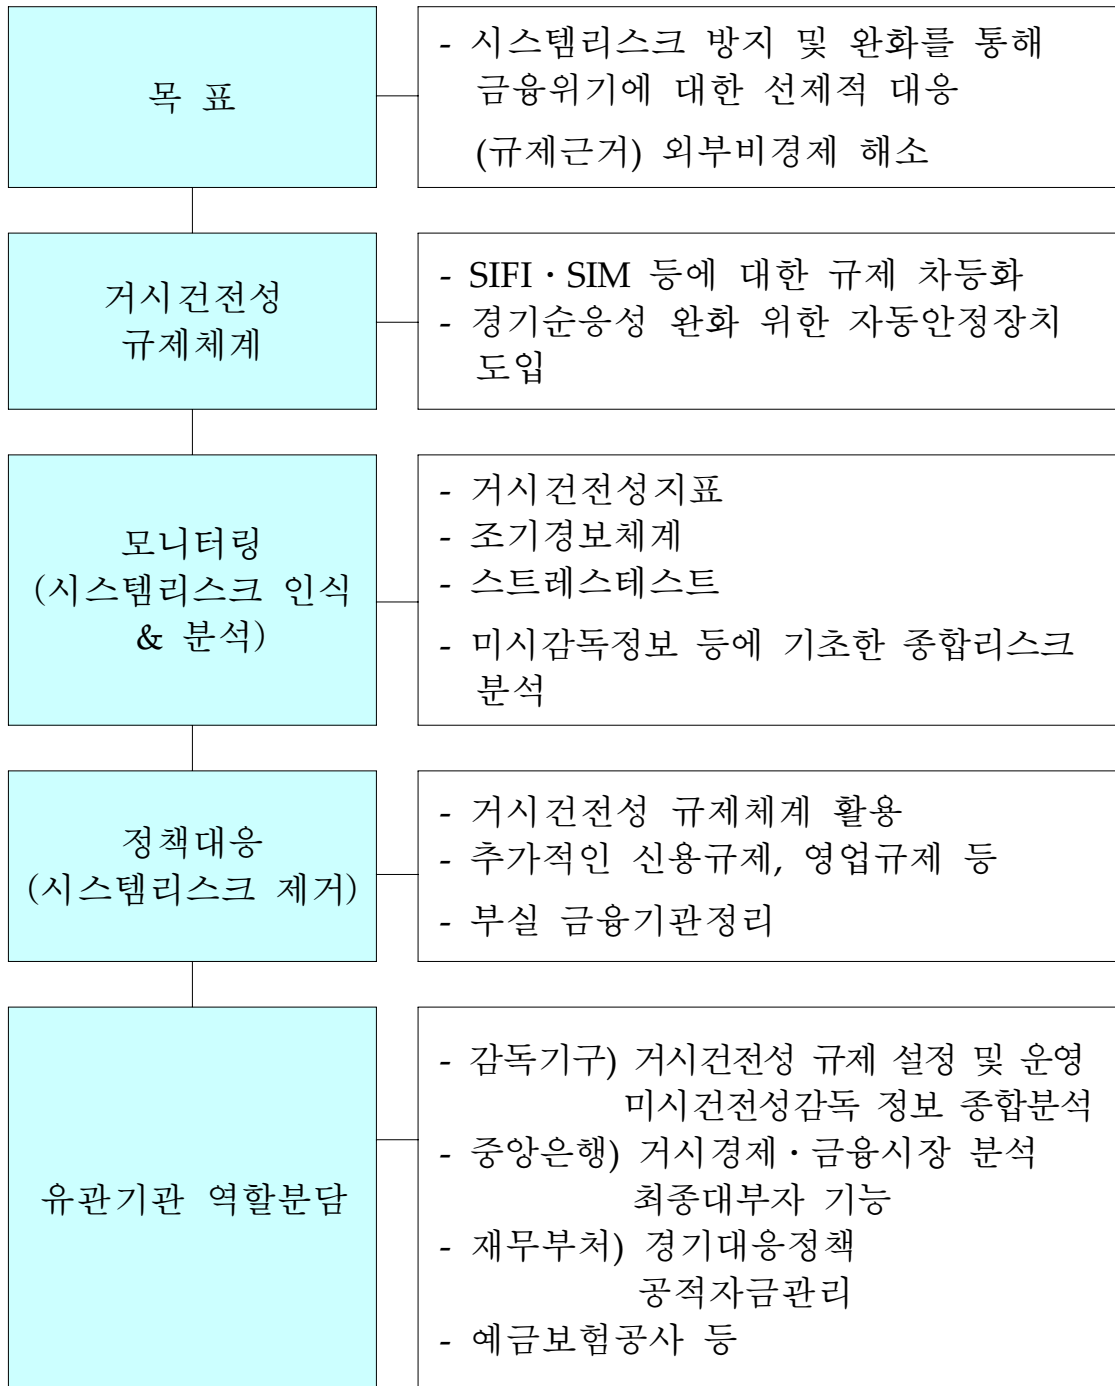 목 표
- 시스템리스크 방지 및 완화를 통해
금융위기에 대한 선제적 대응
(규제근거) 외부비경제 해소
거시건전성
규제체계
- SIFI · SIM 등에 대한 규제 차등화
- 경기순응성 완화 위한 자동안정장치
도입
모니터링
(시스템리스크 인식
& 분석)
- 거시건전성지표
- 조기경보체계
- 스트레스테스트
- 미시감독정보 등에 기초한 종합리스크
분석
정책대응
(시스템리스크 제거)
- 거시건전성 규제체계 활용
- 추가적인 신용규제, 영업규제 등
- 부실 금융기관정리
유관기관 역할분담
- 감독기구) 거시건전성 규제 설정 및 운영
미시건전성감독 정보 종합분석
- 중앙은행) 거시경제 · 금융시장 분석
최종대부자 기능
- 재무부처) 경기대응정책
공적자금관리
- 예금보험공사 등